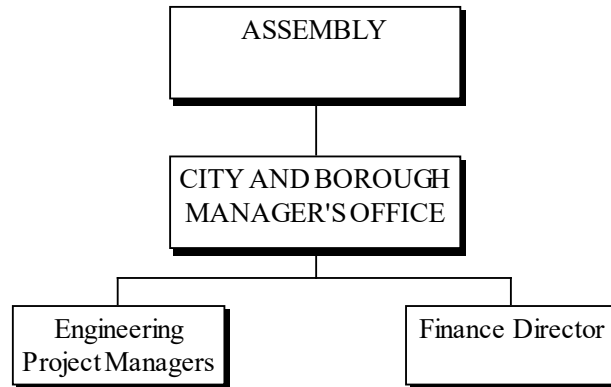 ASSEMBLY
CITY AND BOROUGH
MANAGER'S OFFICE
Engineering
Project Managers
Finance Director